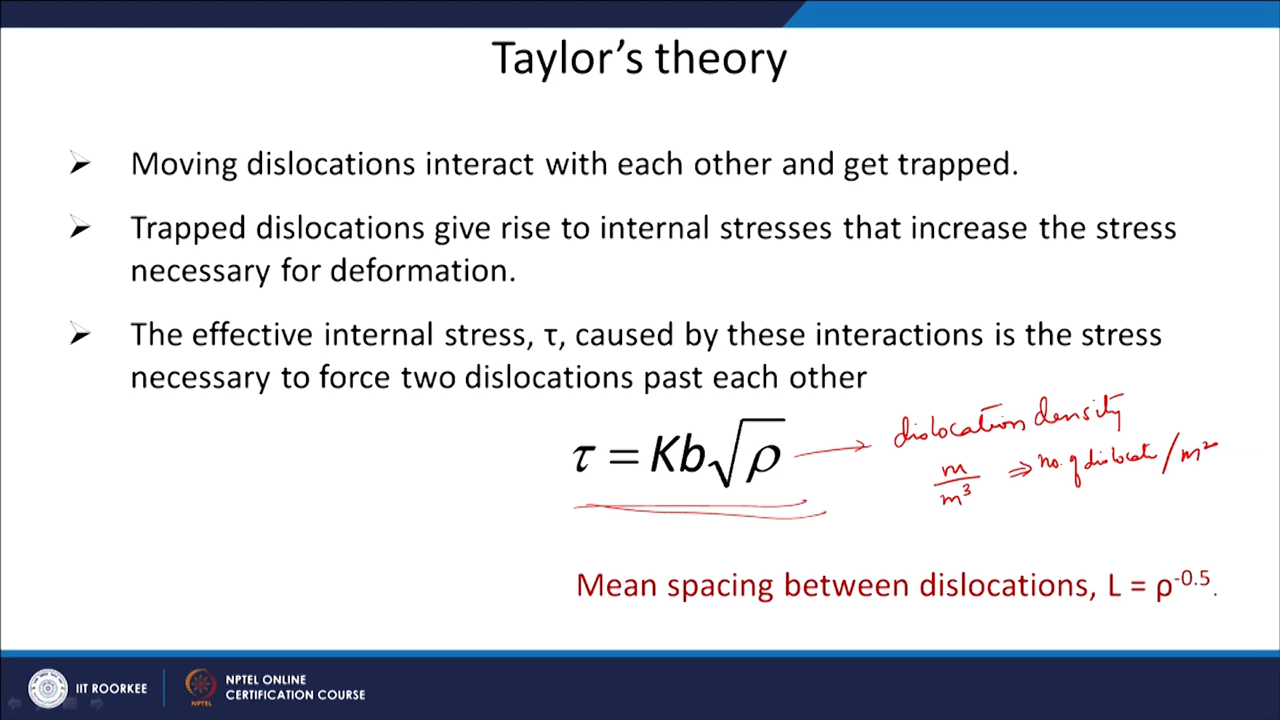 Taylor's theory
Moving dislocations interact with each other and get trapped.
Trapped dislocations give rise to internal stresses that increase the stress
necessary for deformation.
The effective internal stress, τ, caused by these interactions is the stress
necessary to force two dislocations past each other
τ = Kb√ρ
dislocation density
m/m³ ⇒ no. of dislocatn / m²
Mean spacing between dislocations, L = ρ^-0.5.
IIT ROORKEE
NPTEL ONLINE
CERTIFICATION COURSE
NPTEL